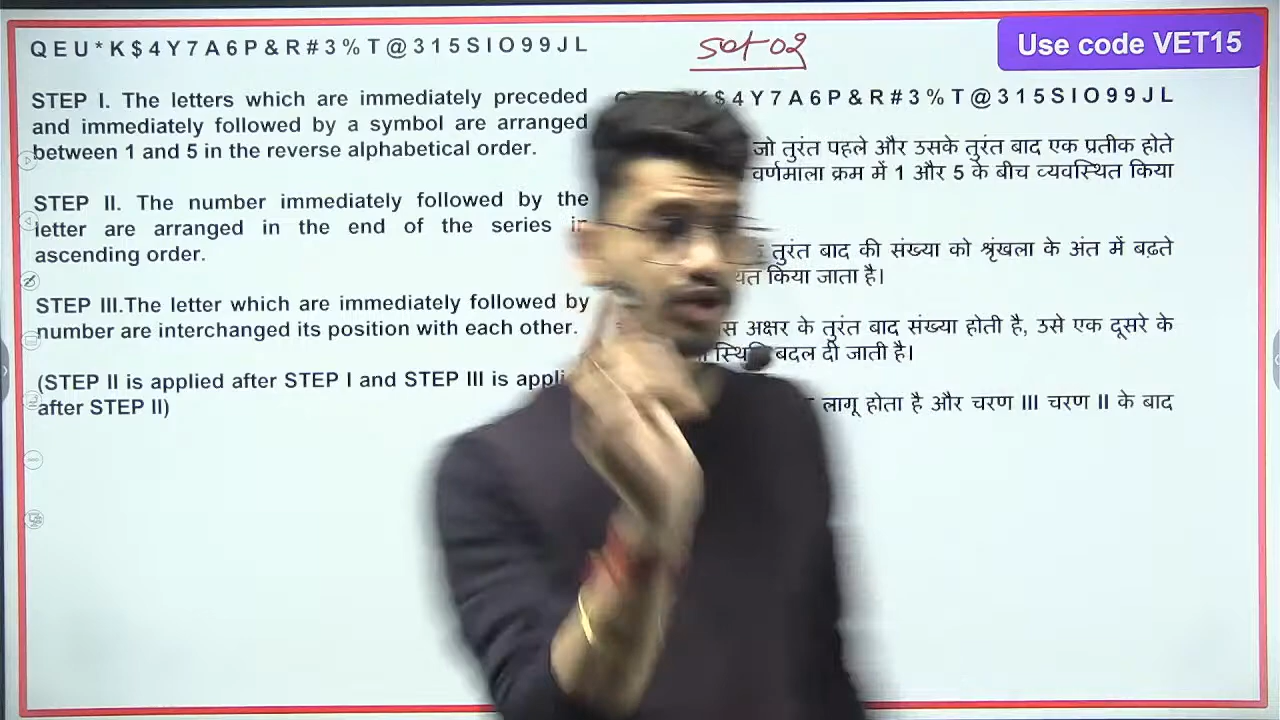 Q E U * K $ 4 Y 7 A 6 P & R # 3 % T @ 3 1 5 S I O 9 9 J L
Set 02
Use code VET15
STEP I. The letters which are immediately preceded
and immediately followed by a symbol are arranged
between 1 and 5 in the reverse alphabetical order.
STEP II. The number immediately followed by the
letter are arranged in the end of the series in
ascending order.
STEP III.The letter which are immediately followed by
number are interchanged its position with each other.
(STEP II is applied after STEP I and STEP III is
after STEP II)
$ 4 Y 7 A 6 P & R # 3 % T @ 3 1 5 S I O 9 9 J L
जो तुरंत पहले और उसके तुरंत बाद एक प्रतीक होते
वर्णमाला क्रम में 1 और 5 के बीच व्यवस्थित किया
तुरंत बाद की संख्या को श्रृंखला के अंत में बढ़ते
किया जाता है।
अक्षर के तुरंत बाद संख्या होती है, उसे एक दूसरे के
बदल दी जाती है।
लागू होता है और चरण III चरण II के बाद